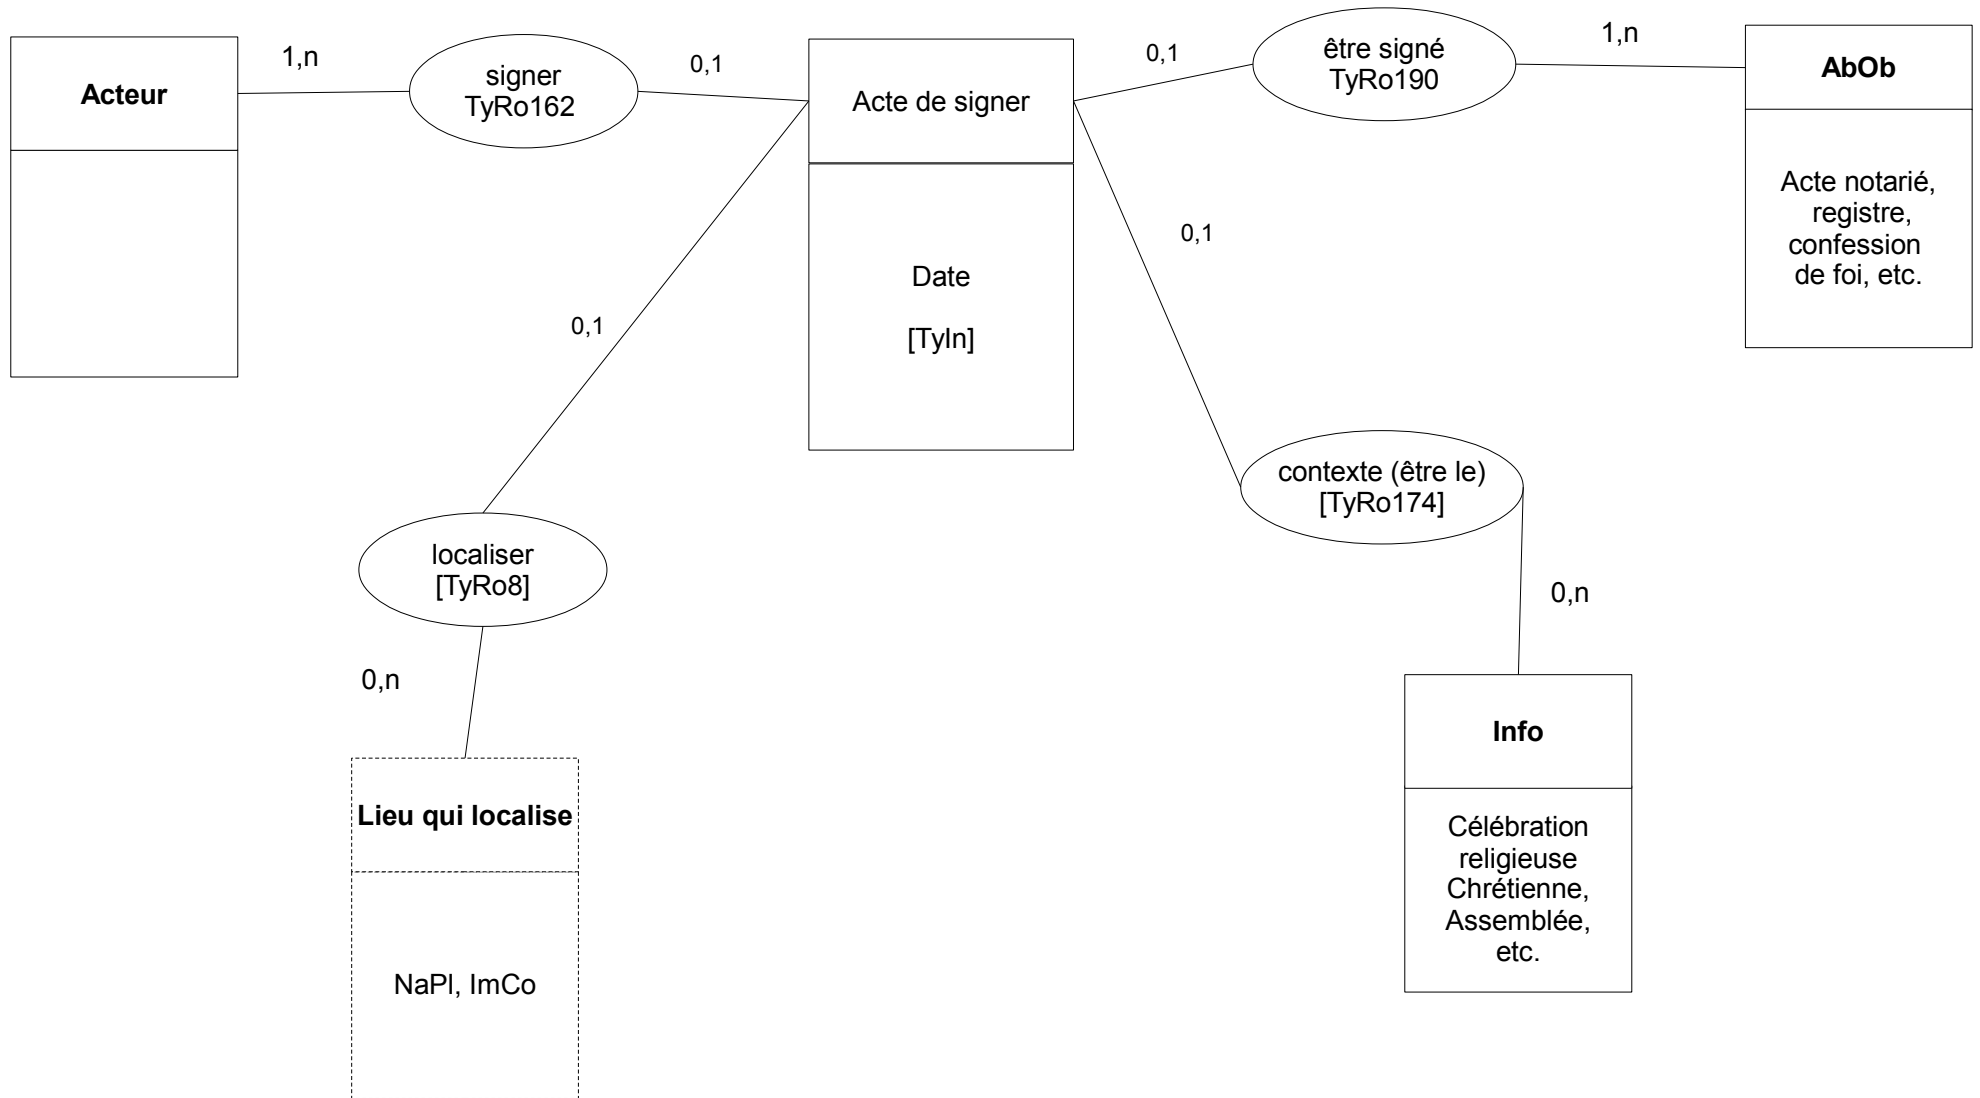 Acteur
1,n
signer
TyRo162
0,1
Acte de signer
Date
[TyIn]
0,1
être signé
TyRo190
1,n
AbOb
Acte notarié,
registre,
confession
de foi, etc.
0,1
0,1
contexte (être le)
[TyRo174]
localiser
[TyRo8]
0,n
0,n
Lieu qui localise
NaPl, ImCo
Info
Célébration
religieuse
Chrétienne,
Assemblée,
etc.